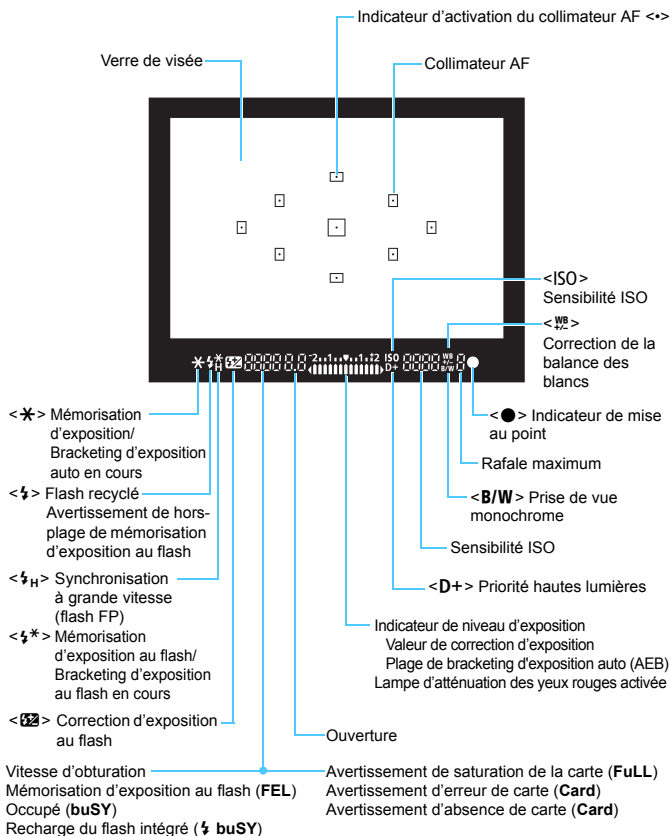 Indicateur d'activation du collimateur AF <•>
Verre de visée
Collimateur AF
<ISO>
Sensibilité ISO
<WB +/->
Correction de la
balance des
blancs
2..1..▼..1.:2 ISO WB +/-
H D+ B/W
<✱> Mémorisation
d'exposition/
Bracketing d'exposition
auto en cours
<⚡> Flash recyclé
Avertissement de hors-
plage de mémorisation
d'exposition au flash
<⚡H> Synchronisation
à grande vitesse
(flash FP)
<⚡✱> Mémorisation
d'exposition au flash/
Bracketing d'exposition
au flash en cours
<⚡±> Correction d'exposition
au flash
<●> Indicateur de mise
au point
Rafale maximum
<B/W> Prise de vue
monochrome
Sensibilité ISO
<D+> Priorité hautes lumières
Indicateur de niveau d'exposition
Valeur de correction d'exposition
Plage de bracketing d'exposition auto (AEB)
Lampe d'atténuation des yeux rouges activée
Ouverture
Vitesse d'obturation
Mémorisation d'exposition au flash (FEL)
Occupé (buSY)
Recharge du flash intégré (⚡ buSY)
Avertissement de saturation de la carte (FuLL)
Avertissement d'erreur de carte (Card)
Avertissement d'absence de carte (Card)